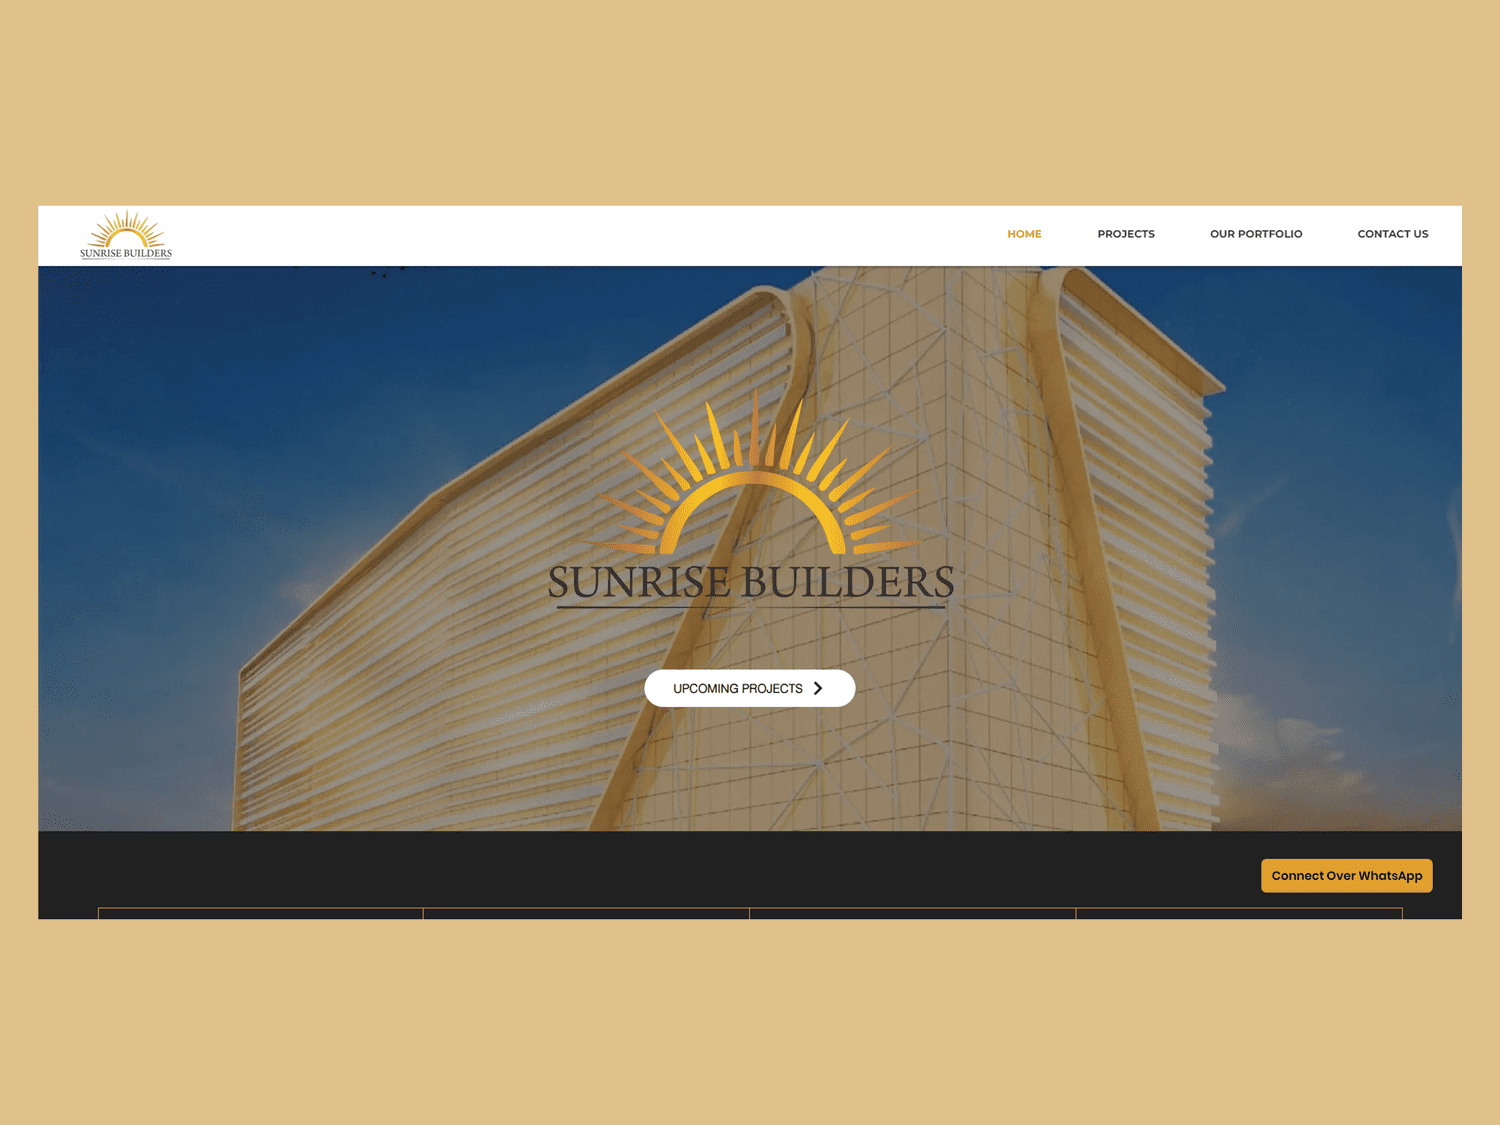 SUNRISE BUILDERS
HOME
PROJECTS
OUR PORTFOLIO
CONTACT US
SUNRISE BUILDERS
UPCOMING PROJECTS
Connect Over WhatsApp